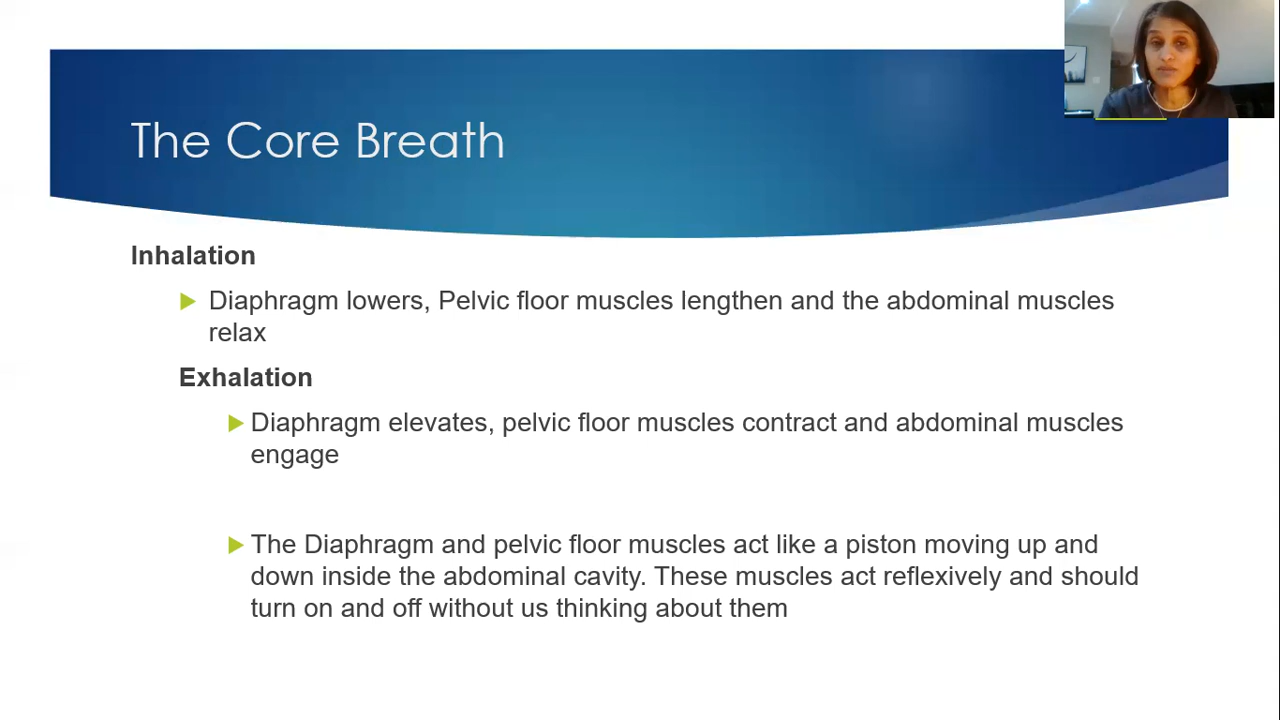 The Core Breath
Inhalation
Diaphragm lowers, Pelvic floor muscles lengthen and the abdominal muscles
relax
Exhalation
Diaphragm elevates, pelvic floor muscles contract and abdominal muscles
engage
The Diaphragm and pelvic floor muscles act like a piston moving up and
down inside the abdominal cavity. These muscles act reflexively and should
turn on and off without us thinking about them